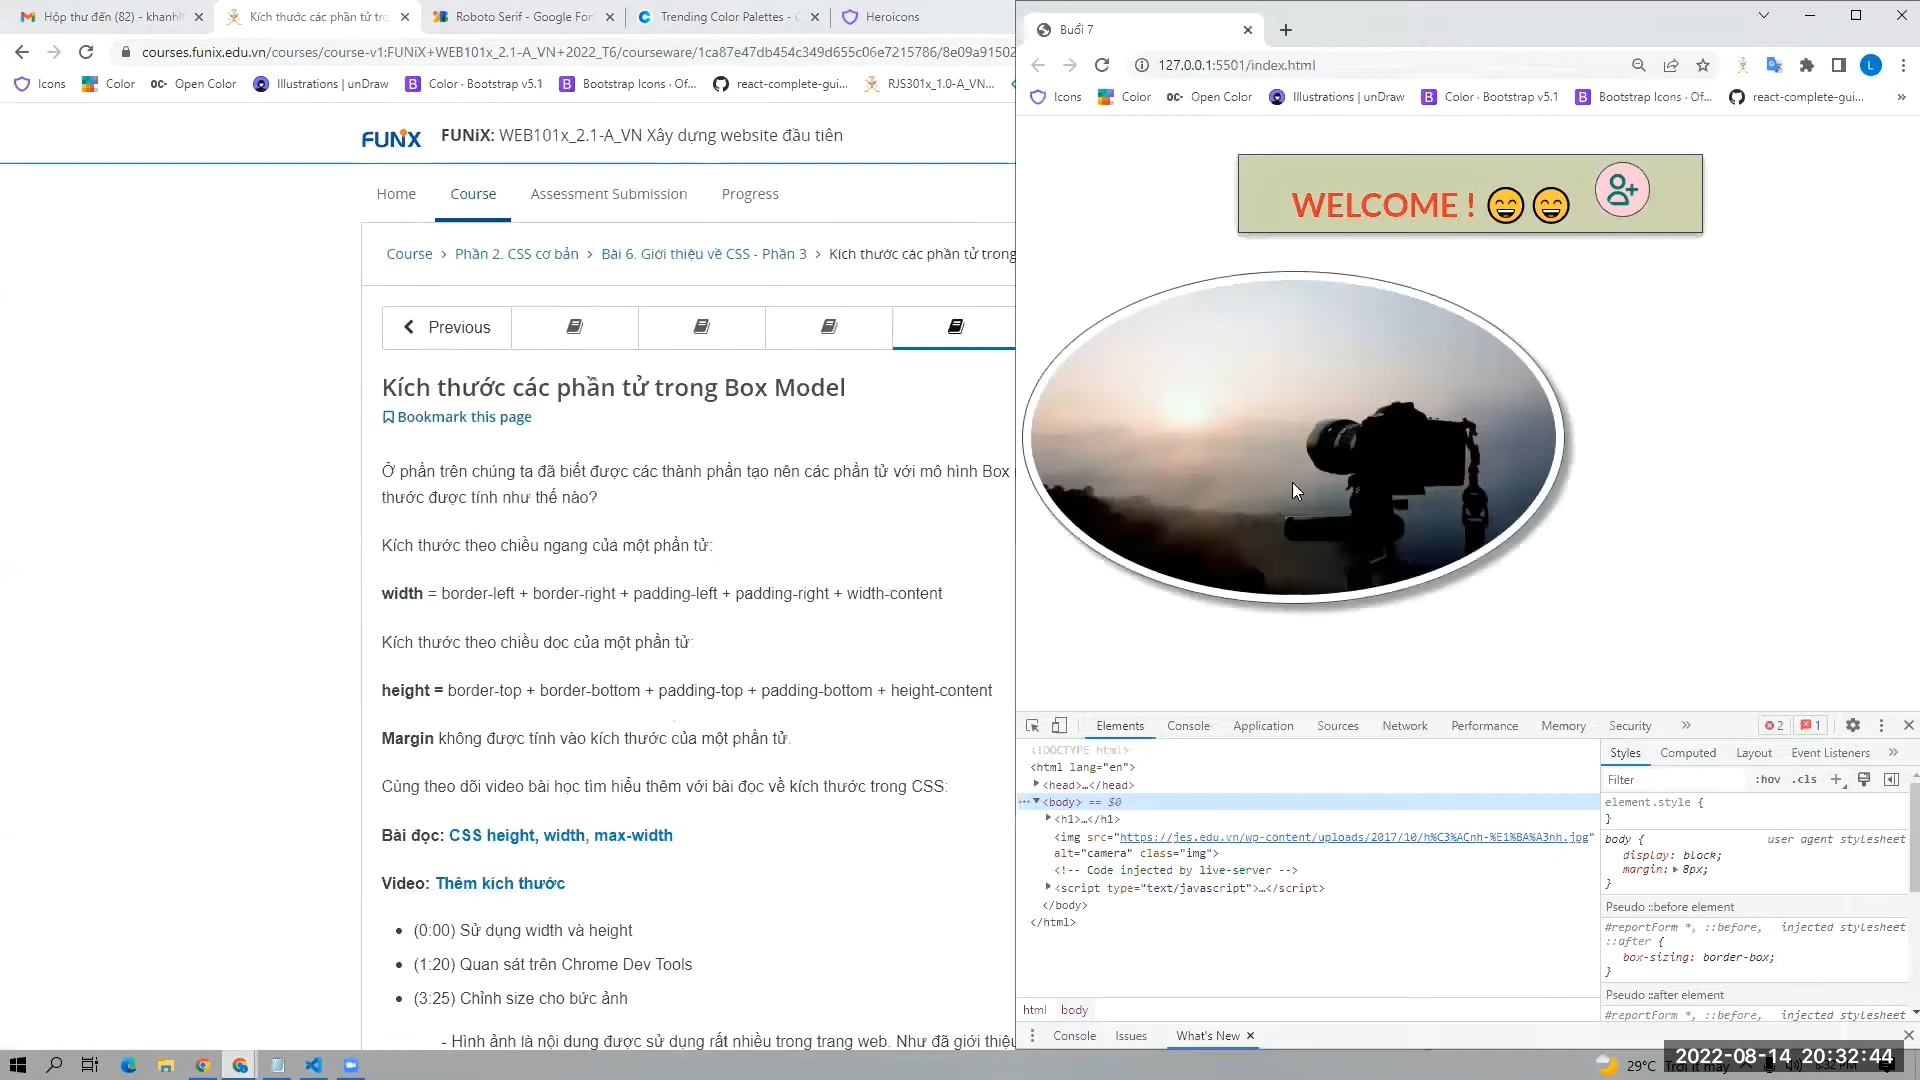 Hộp thư đến (82) - khanhl
Kích thước các phần tử tro
Roboto Serif - Google Fon
Trending Color Palettes - C
Heroicons
courses.funix.edu.vn/courses/course-v1:FUNiX+WEB101x_2.1-A_VN+2022_T6/courseware/1ca87e47db454c349d655c06e7215786/8e09a91502
Icons
Color
Open Color
Illustrations | unDraw
Color · Bootstrap v5.1
Bootstrap Icons · Of...
react-complete-gui...
RJS301x_1.0-A_VN...
FUNiX FUNiX: WEB101x_2.1-A_VN Xây dựng website đầu tiên
Home Course Assessment Submission Progress
Course > Phần 2. CSS cơ bản > Bài 6. Giới thiệu về CSS - Phần 3 > Kích thước các phần tử trong
Previous
Kích thước các phần tử trong Box Model
Bookmark this page
Ở phần trên chúng ta đã biết được các thành phần tạo nên các phần tử với mô hình Box
thước được tính như thế nào?
Kích thước theo chiều ngang của một phần tử:
width = border-left + border-right + padding-left + padding-right + width-content
Kích thước theo chiều dọc của một phần tử:
height = border-top + border-bottom + padding-top + padding-bottom + height-content
Margin không được tính vào kích thước của một phần tử.
Cùng theo dõi video bài học tìm hiểu thêm với bài đọc về kích thước trong CSS:
Bài đọc: CSS height, width, max-width
Video: Thêm kích thước
• (0:00) Sử dụng width và height
• (1:20) Quan sát trên Chrome Dev Tools
• (3:25) Chỉnh size cho bức ảnh
- Hình ảnh là nội dung được sử dụng rất nhiều trong trang web. Như đã giới thiệu
Buổi 7
127.0.0.1:5501/index.html
L
Icons
Color
Open Color
Illustrations | unDraw
Color · Bootstrap v5.1
Bootstrap Icons · Of...
react-complete-gui...
»
WELCOME ! 😄😄
Elements Console Application Sources Network Performance Memory Security » 2 1
<!DOCTYPE html>
<html lang="en">
<head>…</head>
<body> == $0
<h1>…</h1>
<img src="https://jes.edu.vn/wp-content/uploads/2017/10/h%C3%ACnh-%E1%BA%A3nh.jpg"
alt="camera" class="img">
<!-- Code injected by live-server -->
<script type="text/javascript">…</script>
</body>
</html>
html body
Styles Computed Layout Event Listeners »
Filter :hov .cls +
element.style {
}
body { user agent stylesheet
display: block;
margin: 8px;
}
Pseudo ::before element
#reportForm *, ::before, injected stylesheet
::after {
box-sizing: border-box;
}
Pseudo ::after element
#reportForm *, ::before, injected stylesheet
Console Issues What's New
29°C
2022-08-14 20:32:44